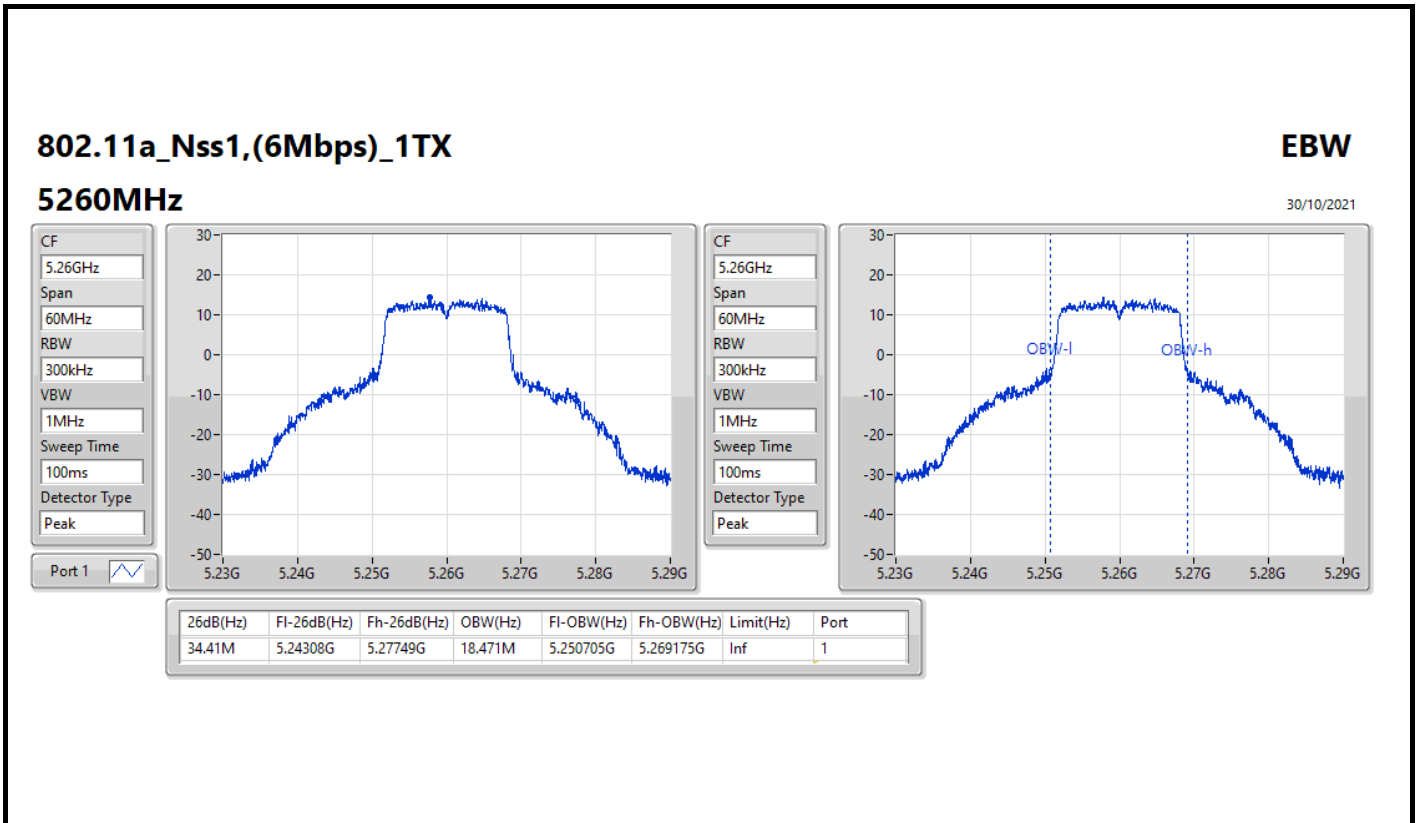 802.11a_Nss1,(6Mbps)_1TX
EBW
5260MHz
30/10/2021
CF
5.26GHz
Span
60MHz
RBW
300kHz
VBW
1MHz
Sweep Time
100ms
Detector Type
Peak
Port 1
30
20
10
0
-10
-20
-30
-40
-50
5.23G 5.24G 5.25G 5.26G 5.27G 5.28G 5.29G
CF
5.26GHz
Span
60MHz
RBW
300kHz
VBW
1MHz
Sweep Time
100ms
Detector Type
Peak
30
20
10
0
-10
-20
-30
-40
-50
OBW-l OBW-h
5.23G 5.24G 5.25G 5.26G 5.27G 5.28G 5.29G
26dB(Hz) Fl-26dB(Hz) Fh-26dB(Hz) OBW(Hz) Fl-OBW(Hz) Fh-OBW(Hz) Limit(Hz) Port
34.41M 5.24308G 5.27749G 18.471M 5.250705G 5.269175G Inf 1